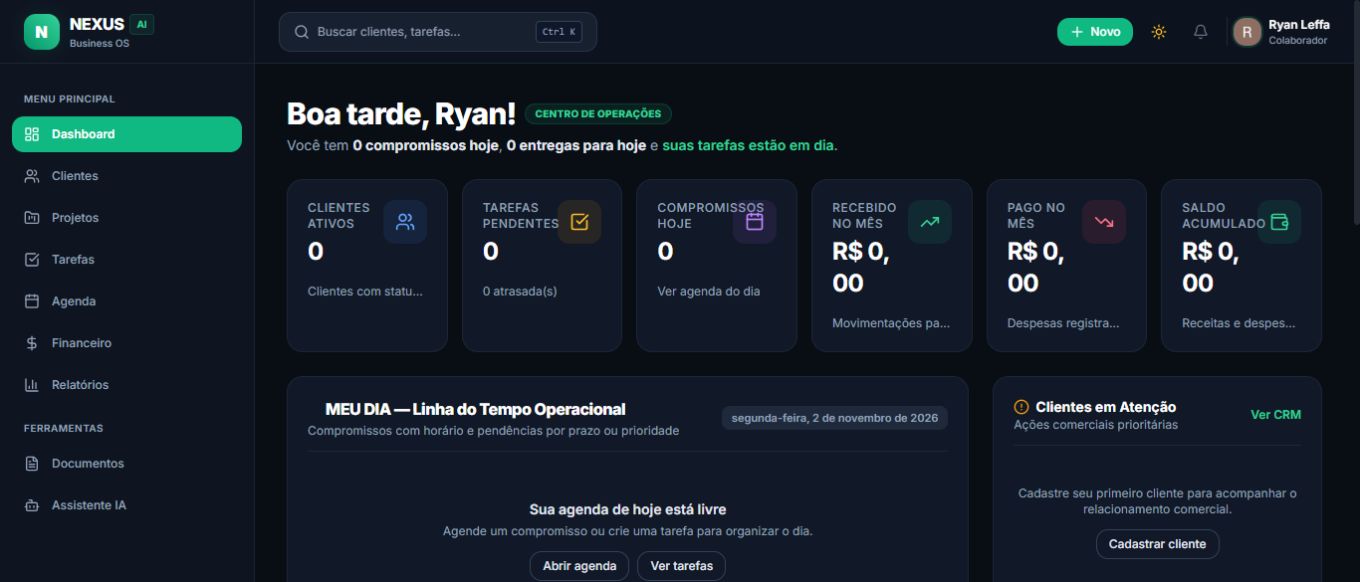 N
NEXUS AI
Business OS
Buscar clientes, tarefas...
Ctrl K
+ Novo
R
Ryan Leffa
Colaborador
MENU PRINCIPAL
Dashboard
Clientes
Projetos
Tarefas
Agenda
Financeiro
Relatórios
FERRAMENTAS
Documentos
Assistente IA
Boa tarde, Ryan!
CENTRO DE OPERAÇÕES
Você tem 0 compromissos hoje, 0 entregas para hoje e suas tarefas estão em dia.
CLIENTES
ATIVOS
0
Clientes com statu...
TAREFAS
PENDENTES
0
0 atrasada(s)
COMPROMISSOS
HOJE
0
Ver agenda do dia
RECEBIDO
NO MÊS
R$ 0,
00
Movimentações pa...
PAGO NO
MÊS
R$ 0,
00
Despesas registra...
SALDO
ACUMULADO
R$ 0,
00
Receitas e despes...
MEU DIA — Linha do Tempo Operacional
Compromissos com horário e pendências por prazo ou prioridade
segunda-feira, 2 de novembro de 2026
Sua agenda de hoje está livre
Agende um compromisso ou crie uma tarefa para organizar o dia.
Abrir agenda
Ver tarefas
Clientes em Atenção
Ações comerciais prioritárias
Ver CRM
Cadastre seu primeiro cliente para acompanhar o
relacionamento comercial.
Cadastrar cliente